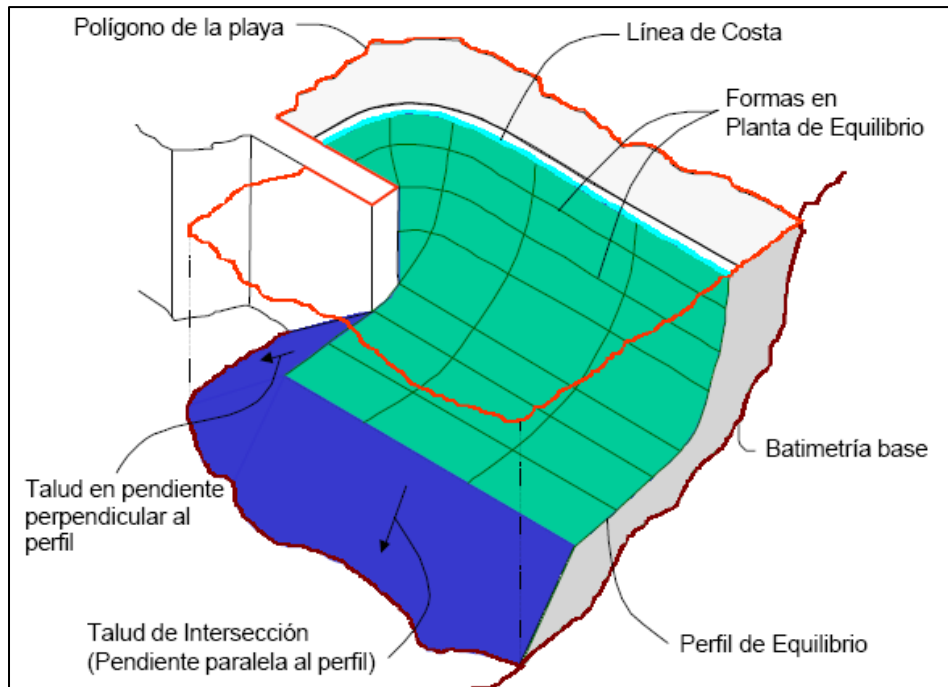 Polígono de la playa
Línea de Costa
Formas en
Planta de Equilibrio
Batimetría base
Talud en pendiente
perpendicular al
perfil
Talud de Intersección
(Pendiente paralela al perfil)
Perfil de Equilibrio